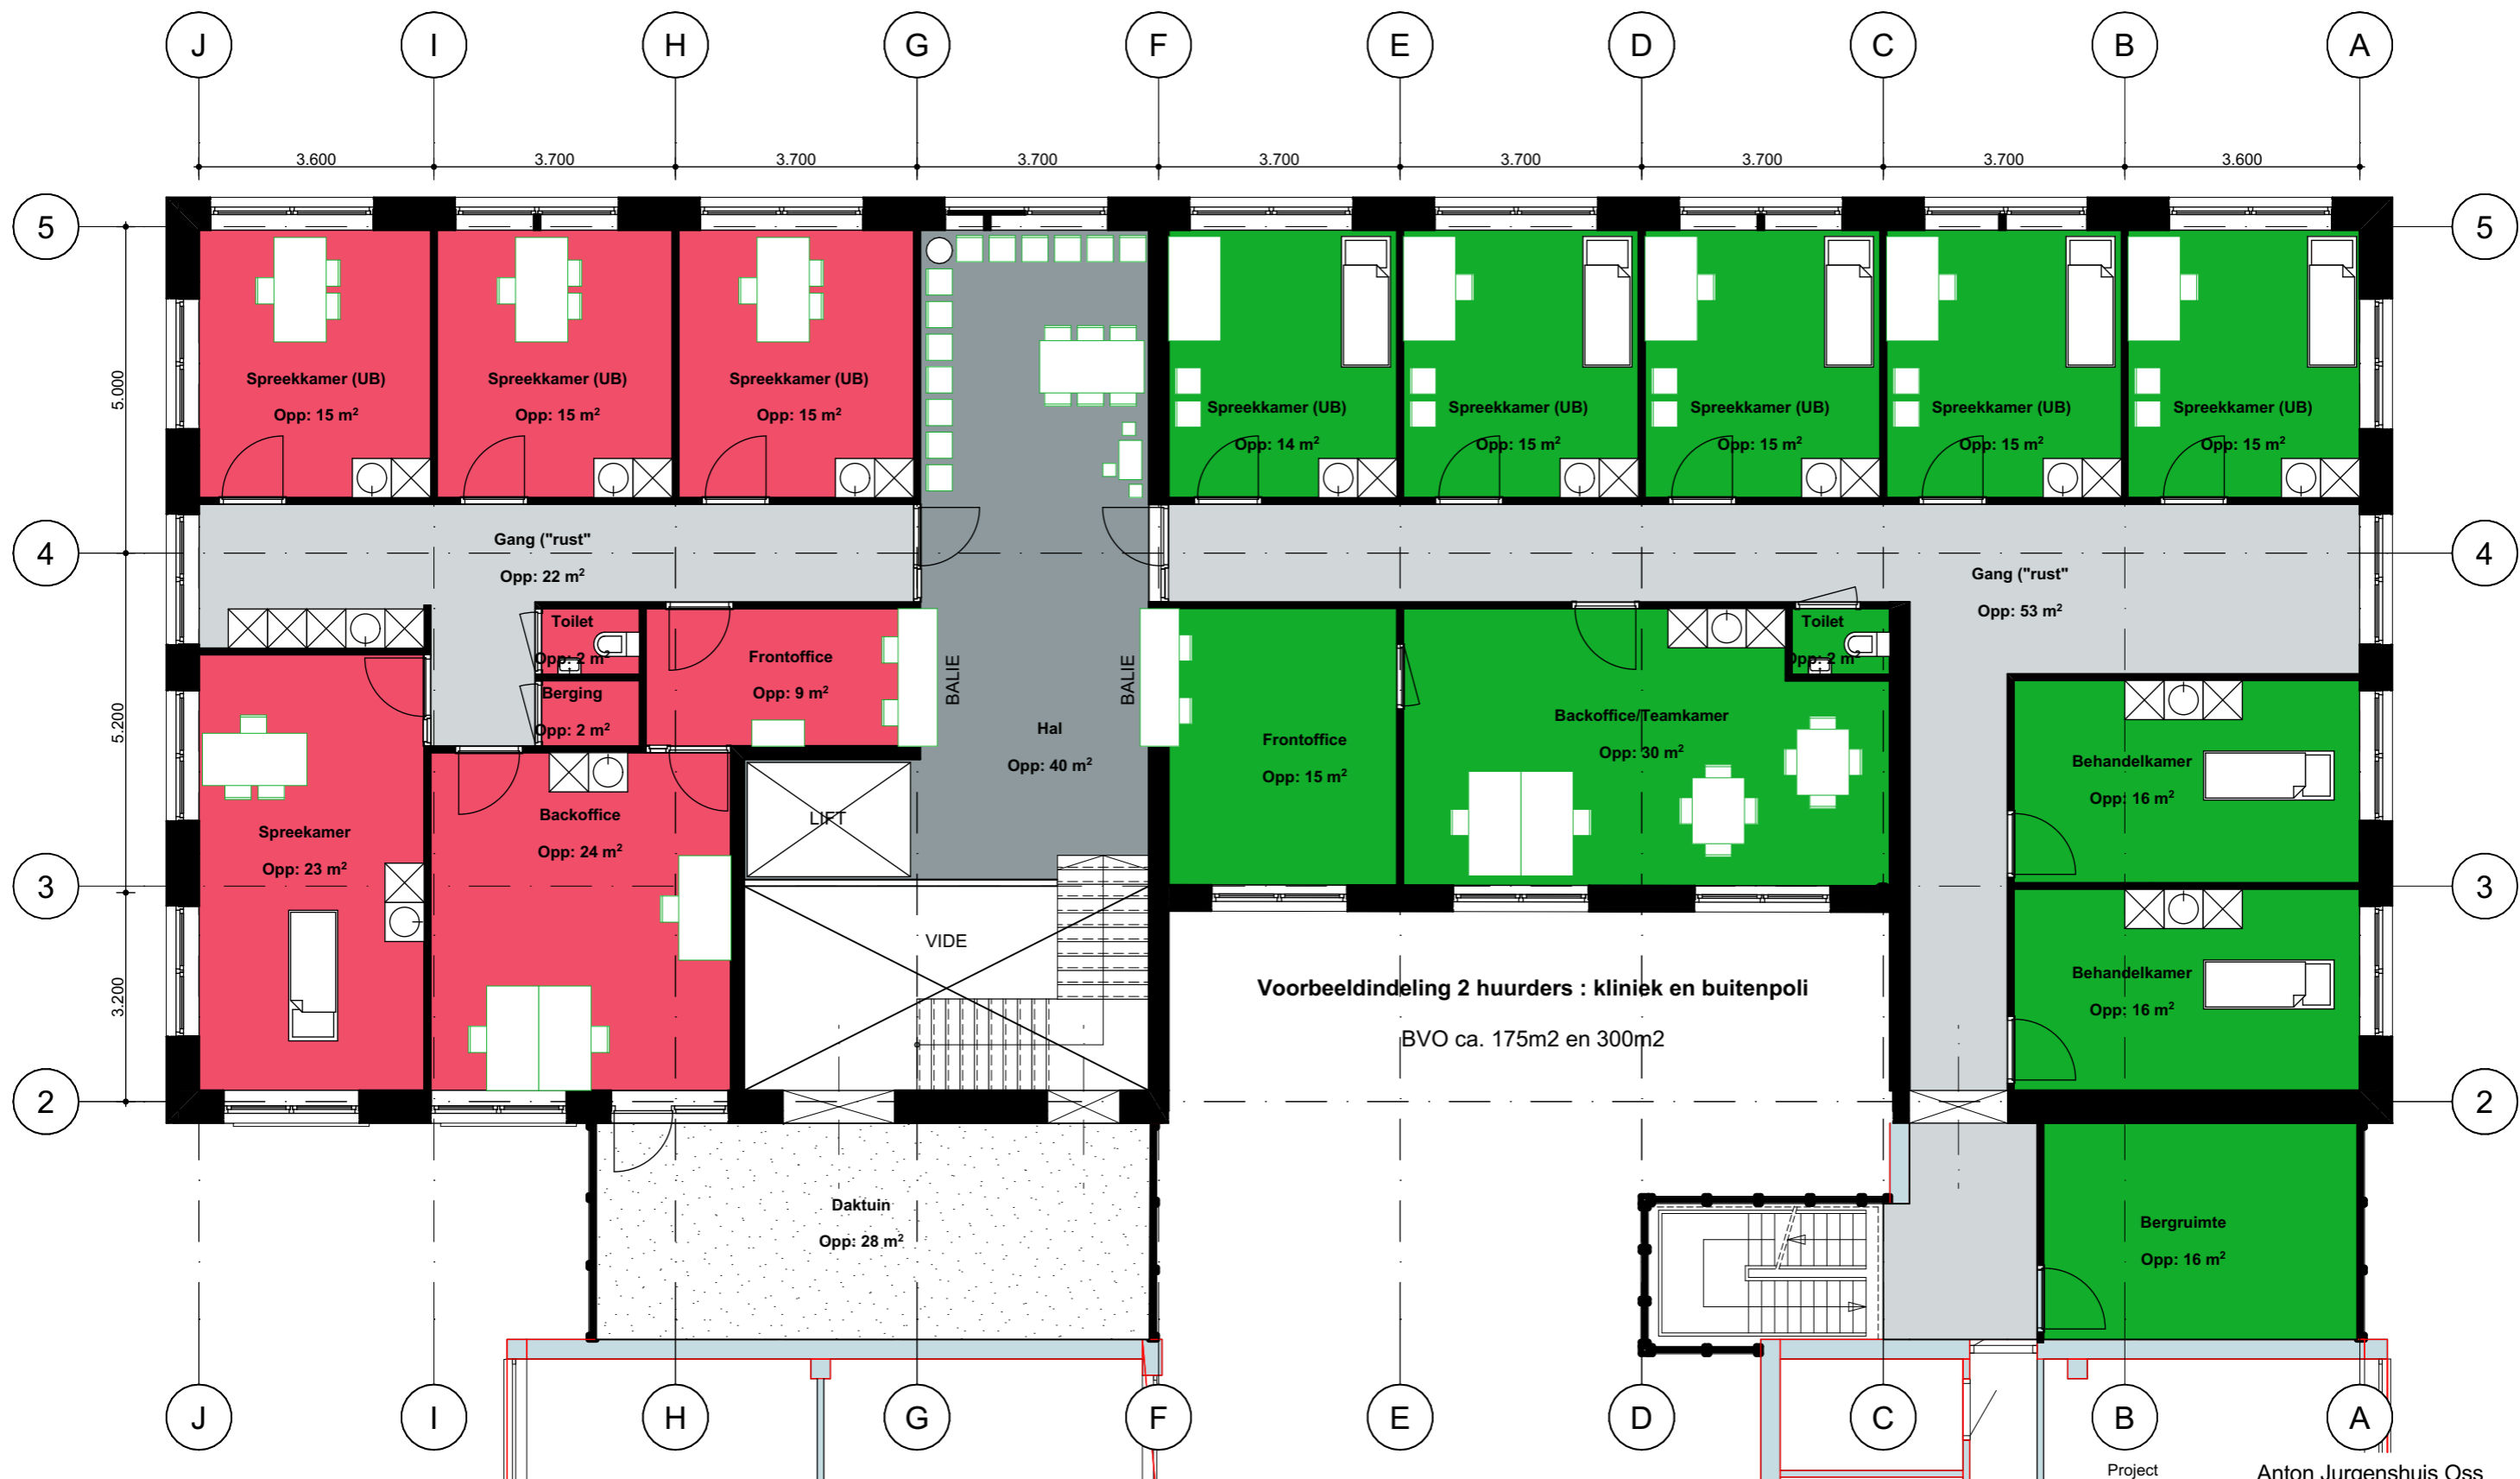 J I H G F E D C B A
3.600 3.700 3.700 3.700 3.700 3.700 3.700 3.700 3.600
5 5
5.000
Spreekkamer (UB) Spreekkamer (UB) Spreekkamer (UB)
Opp: 15 m² Opp: 15 m² Opp: 15 m²
Spreekkamer (UB) Spreekkamer (UB) Spreekkamer (UB) Spreekkamer (UB) Spreekkamer (UB)
Opp: 14 m² Opp: 15 m² Opp: 15 m² Opp: 15 m² Opp: 15 m²
4 4
Gang ("rust"
Opp: 22 m²
Gang ("rust"
Opp: 53 m²
5.200
Toilet
Opp: 2 m²
Berging
Opp: 2 m²
Frontoffice
Opp: 9 m²
BALIE
BALIE
Hal
Opp: 40 m²
Frontoffice
Opp: 15 m²
Backoffice/Teamkamer
Opp: 30 m²
Toilet
Opp: 2 m²
Behandelkamer
Opp: 16 m²
Spreekamer
Opp: 23 m²
Backoffice
Opp: 24 m²
LIFT
3 3
3.200
VIDE
Voorbeeldindeling 2 huurders : kliniek en buitenpoli
BVO ca. 175m2 en 300m2
Behandelkamer
Opp: 16 m²
2 2
Daktuin
Opp: 28 m²
Bergruimte
Opp: 16 m²
J I H G F E D C B A
Project Anton Jurgenshuis Oss